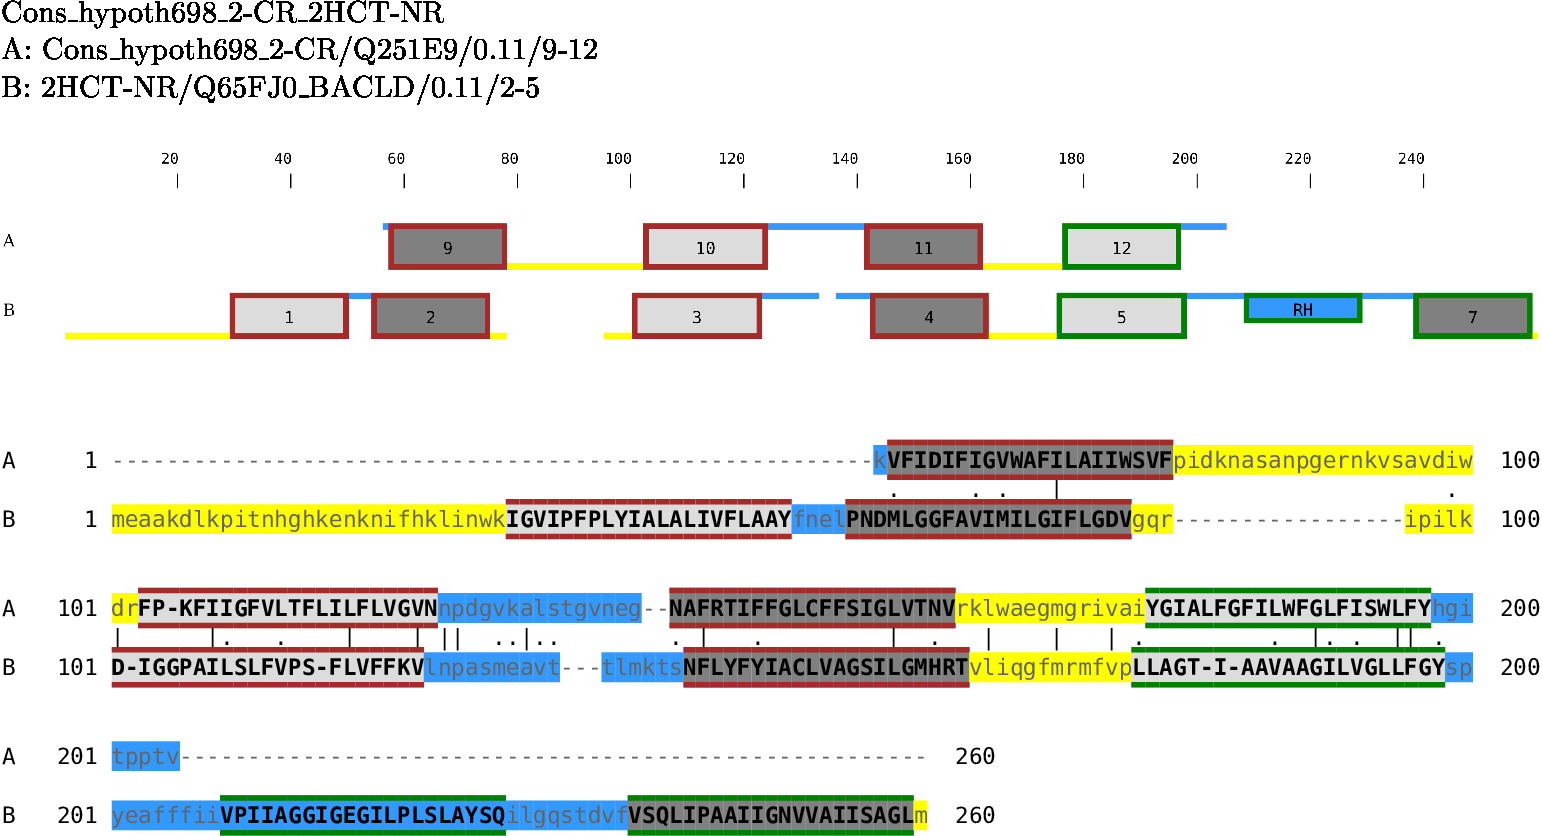 Cons_hypoth698_2-CR_2HCT-NR
A: Cons_hypoth698_2-CR/Q251E9/0.11/9-12
B: 2HCT-NR/Q65FJ0_BACLD/0.11/2-5
20 40 60 80 100 120 140 160 180 200 220 240
A 9 10 11 12
B 1 2 3 4 5 RH 7
A 1 --------------------------------------------------------kVFIDIFIGVWAFILAIIWSVFpidknasanpgernkvsavdiw 100
B 1 meaakdlkpitnhghkenknifhklinwkIGVIPFPLYIALALIVFLAAYfnelPNDMLGGFAVIMILGIFLGDVgqr-----------------ipilk 100
A 101 drFP-KFIIGFVLTFLILFLVGVNnpdgvkalstgvneg--NAFRTIFFGLCFFSIGLVTNVrklwaegmgrivaiYGIALFGFILWFGLFISWLFYhgi 200
B 101 D-IGGPAILSLFVPS-FLVFFKVlnpasmeavt---tlmktsNFLYFYIACLVAGSILGMHRTvliqgfmrmfvpLLAGT-I-AAVAAGILVGLLFGYsp 200
A 201 tpptv------------------------------------------------------- 260
B 201 yeafffiiVPIIAGGIGEGILPLSLAYSQilgqstdvfVSQLIPAAIIGNVVAIISAGLm 260